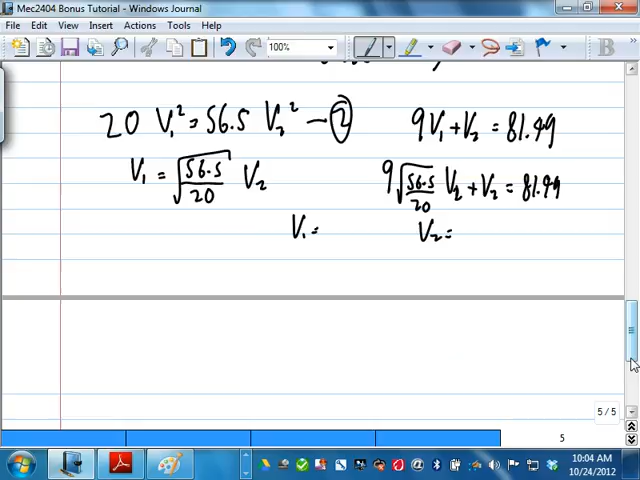 Mec2404 Bonus Tutorial - Windows Journal
File Edit View Insert Actions Tools Help
100% B
20 V₁² = 56.5 V₂² — ② 9V₁ + V₂ = 81.49
V₁ = √(56.5/20) V₂ 9√(56.5/20) V₂ + V₂ = 81.49
V₁ = V₂ =
5/5
5
10:04 AM
10/24/2012